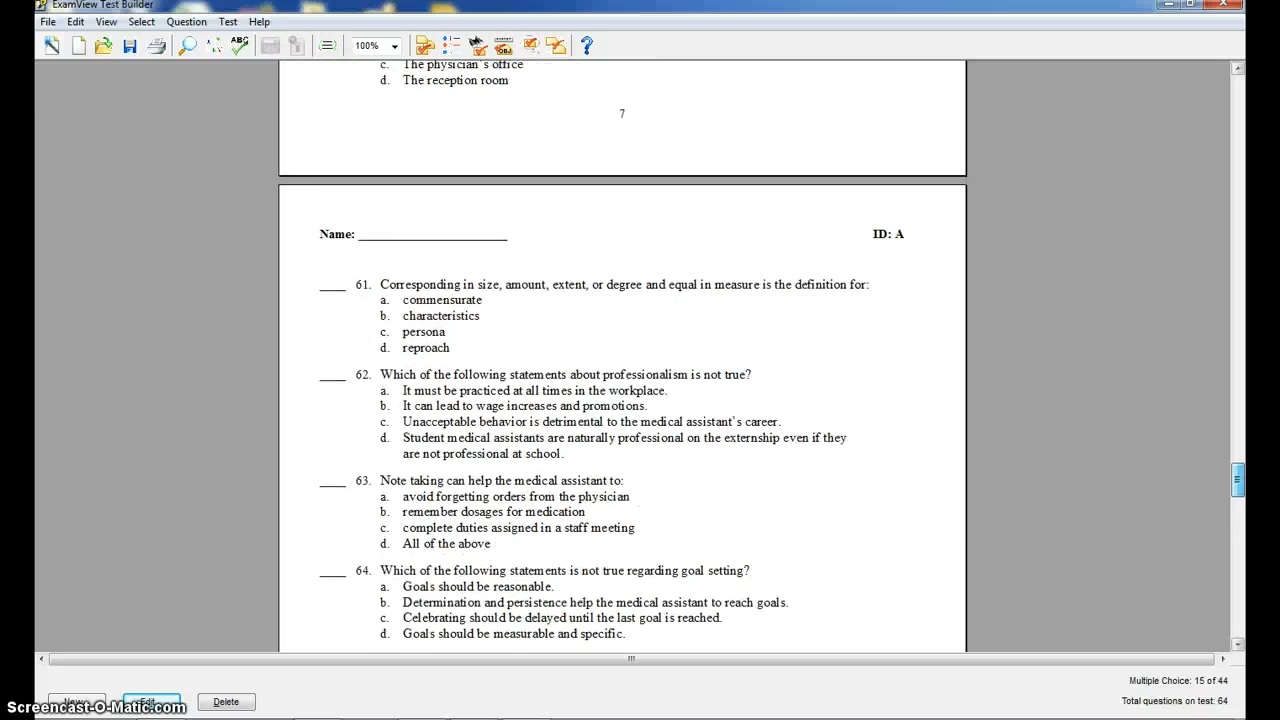 ExamView Test Builder
File Edit View Select Question Test Help
ABC 100% OBJ ?
c. The physician's office
d. The reception room
7
Name: ______________________ ID: A
____ 61. Corresponding in size, amount, extent, or degree and equal in measure is the definition for:
a. commensurate
b. characteristics
c. persona
d. reproach
____ 62. Which of the following statements about professionalism is not true?
a. It must be practiced at all times in the workplace.
b. It can lead to wage increases and promotions.
c. Unacceptable behavior is detrimental to the medical assistant's career.
d. Student medical assistants are naturally professional on the externship even if they
are not professional at school.
____ 63. Note taking can help the medical assistant to:
a. avoid forgetting orders from the physician
b. remember dosages for medication
c. complete duties assigned in a staff meeting
d. All of the above
____ 64. Which of the following statements is not true regarding goal setting?
a. Goals should be reasonable.
b. Determination and persistence help the medical assistant to reach goals.
c. Celebrating should be delayed until the last goal is reached.
d. Goals should be measurable and specific.
Multiple Choice: 15 of 44
New Edit Delete Total questions on test: 64
Screencast-O-Matic.com